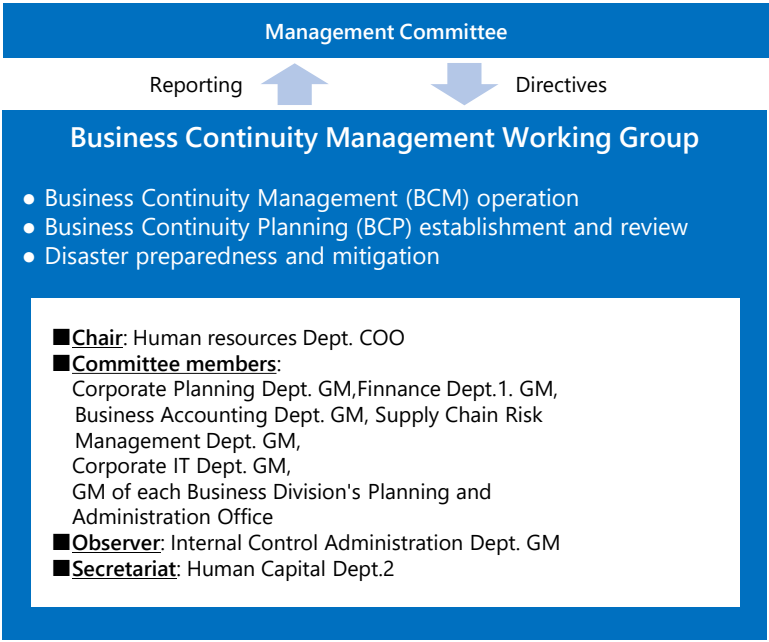 Management Committee
Reporting
Directives
Business Continuity Management Working Group
● Business Continuity Management (BCM) operation
● Business Continuity Planning (BCP) establishment and review
● Disaster preparedness and mitigation
■Chair: Human resources Dept. COO
■Committee members:
Corporate Planning Dept. GM,Finnance Dept.1. GM,
Business Accounting Dept. GM, Supply Chain Risk
Management Dept. GM,
Corporate IT Dept. GM,
GM of each Business Division's Planning and
Administration Office
■Observer: Internal Control Administration Dept. GM
■Secretariat: Human Capital Dept.2